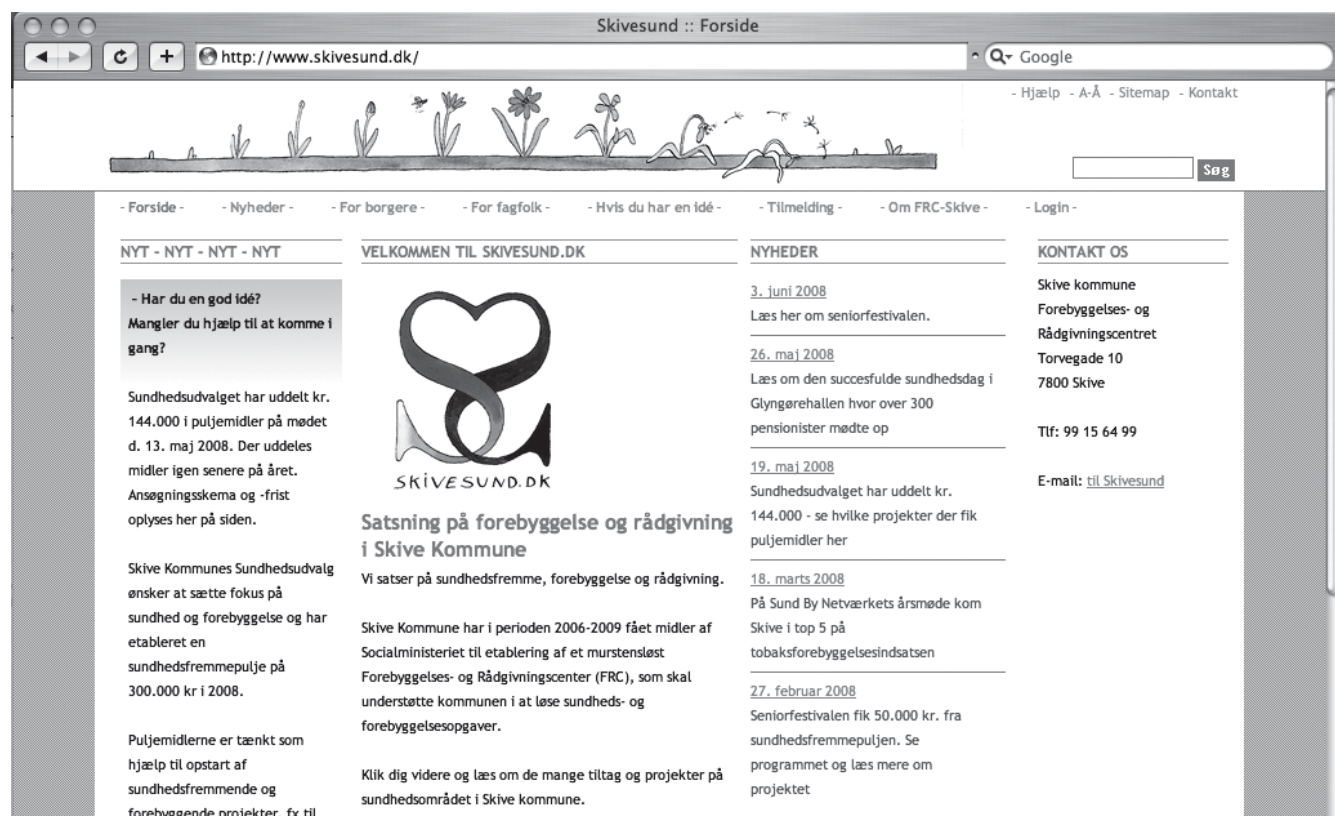 Skivesund :: Forside
http://www.skivesund.dk/
Google
- Hjælp - A-Å - Sitemap - Kontakt
Søg
- Forside - - Nyheder - - For borgere - - For fagfolk - - Hvis du har en idé - - Tilmelding - - Om FRC-Skive - - Login -
NYT - NYT - NYT - NYT
- Har du en god idé?
Mangler du hjælp til at komme i
gang?
Sundhedsudvalget har uddelt kr.
144.000 i puljemidler på mødet
d. 13. maj 2008. Der uddeles
midler igen senere på året.
Ansøgningsskema og -frist
oplyses her på siden.
Skive Kommunes Sundhedsudvalg
ønsker at sætte fokus på
sundhed og forebyggelse og har
etableret en
sundhedsfremmepulje på
300.000 kr i 2008.
Puljemidlerne er tænkt som
hjælp til opstart af
sundhedsfremmende og
forebyggende projekter, fx til
VELKOMMEN TIL SKIVESUND.DK
SKIVESUND.DK
Satsning på forebyggelse og rådgivning
i Skive Kommune
Vi satser på sundhedsfremme, forebyggelse og rådgivning.
Skive Kommune har i perioden 2006-2009 fået midler af
Socialministeriet til etablering af et murstensløst
Forebyggelses- og Rådgivningscenter (FRC), som skal
understøtte kommunen i at løse sundheds- og
forebyggelsesopgaver.
Klik dig videre og læs om de mange tiltag og projekter på
sundhedsområdet i Skive kommune.
NYHEDER
3. juni 2008
Læs her om seniorfestivalen.
26. maj 2008
Læs om den succesfulde sundhedsdag i
Glyngørehallen hvor over 300
pensionister mødte op
19. maj 2008
Sundhedsudvalget har uddelt kr.
144.000 - se hvilke projekter der fik
puljemidler her
18. marts 2008
På Sund By Netværkets årsmøde kom
Skive i top 5 på
tobaksforebyggelsesindsatsen
27. februar 2008
Seniorfestivalen fik 50.000 kr. fra
sundhedsfremmepuljen. Se
programmet og læs mere om
projektet
KONTAKT OS
Skive kommune
Forebyggelses- og
Rådgivningscentret
Torvegade 10
7800 Skive
Tlf: 99 15 64 99
E-mail: til Skivesund